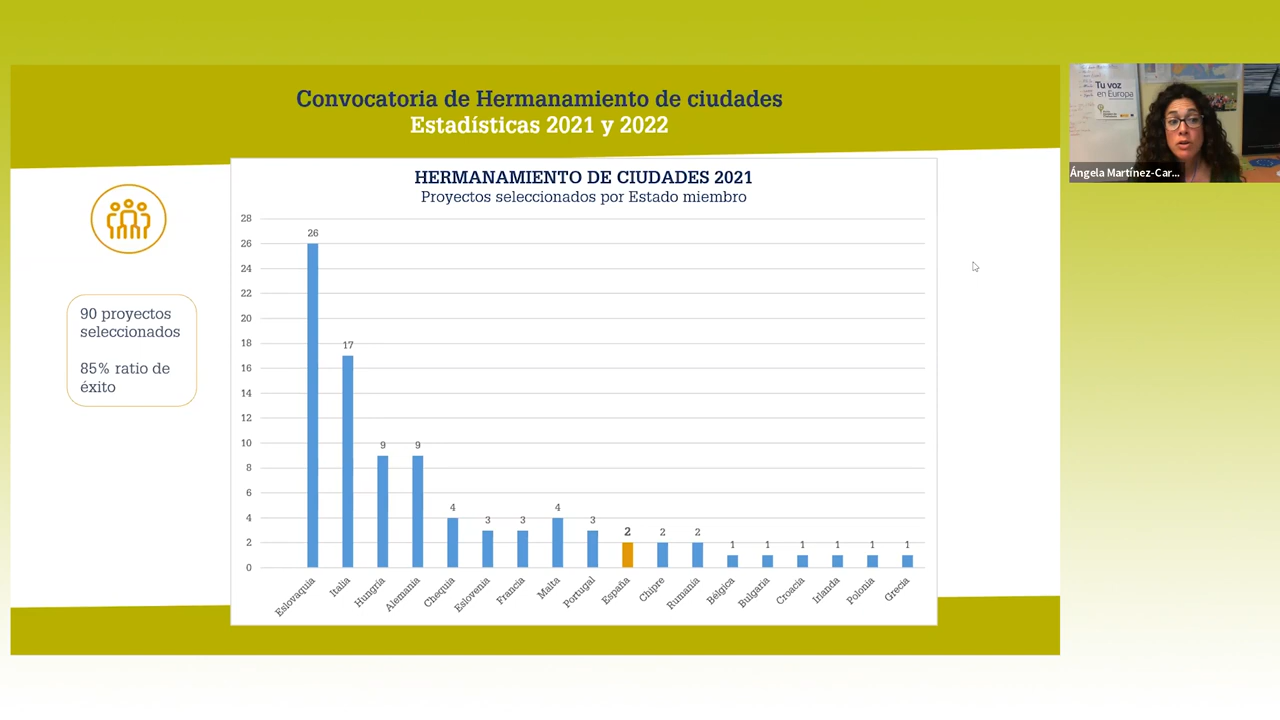 Convocatoria de Hermanamiento de ciudades
Estadísticas 2021 y 2022
HERMANAMIENTO DE CIUDADES 2021
Proyectos seleccionados por Estado miembro
90 proyectos
seleccionados
85% ratio de
éxito
28
26
24
22
20
18
16
14
12
10
8
6
4
2
0
26
17
9
9
4
3
3
4
3
2
2
2
1
1
1
1
1
1
Eslovaquia
Italia
Hungría
Alemania
Chequia
Eslovenia
Francia
Malta
Portugal
España
Chipre
Rumanía
Bélgica
Bulgaria
Croacia
Irlanda
Polonia
Grecia
Tu voz
en Europa
Ángela Martínez-Car...